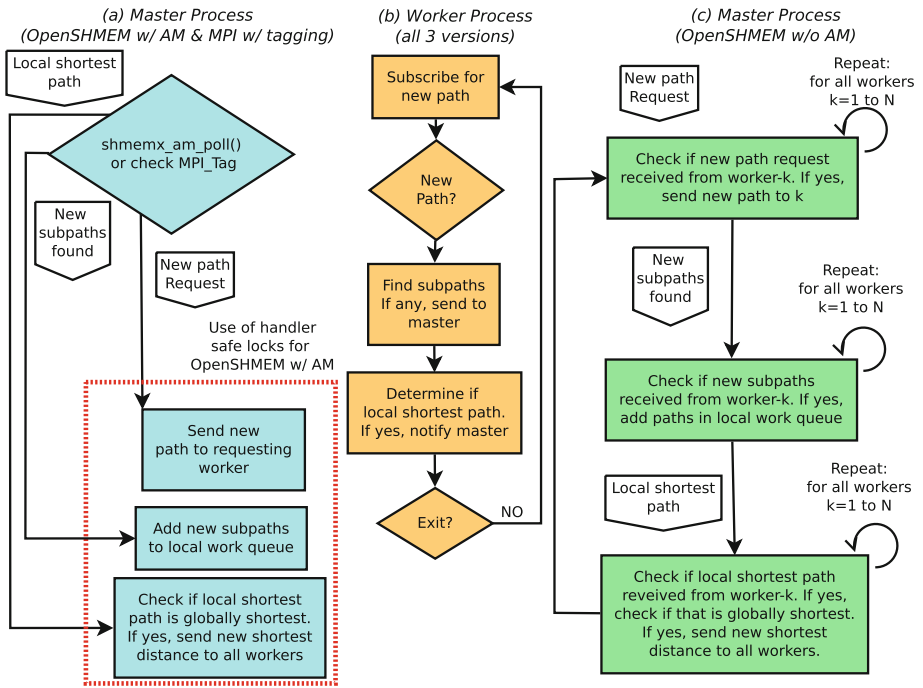 (a) Master Process
(OpenSHMEM w/ AM & MPI w/ tagging)
Local shortest
path
shmemx_am_poll()
or check MPI_Tag
New
subpaths
found
New path
Request
Use of handler
safe locks for
OpenSHMEM w/ AM
Send new
path to requesting
worker
Add new subpaths
to local work queue
Check if local shortest
path is globally shortest.
If yes, send new shortest
distance to all workers
(b) Worker Process
(all 3 versions)
Subscribe for
new path
New
Path?
Find subpaths
If any, send to
master
Determine if
local shortest path.
If yes, notify master
Exit?
NO
(c) Master Process
(OpenSHMEM w/o AM)
New path
Request
Repeat:
for all workers
k=1 to N
Check if new path request
received from worker-k. If yes,
send new path to k
New
subpaths
found
Repeat:
for all workers
k=1 to N
Check if new subpaths
received from worker-k. If yes,
add paths in local work queue
Local shortest
path
Repeat:
for all workers
k=1 to N
Check if local shortest path
reveived from worker-k. If yes,
check if that is globally shortest.
If yes, send new shortest
distance to all workers.